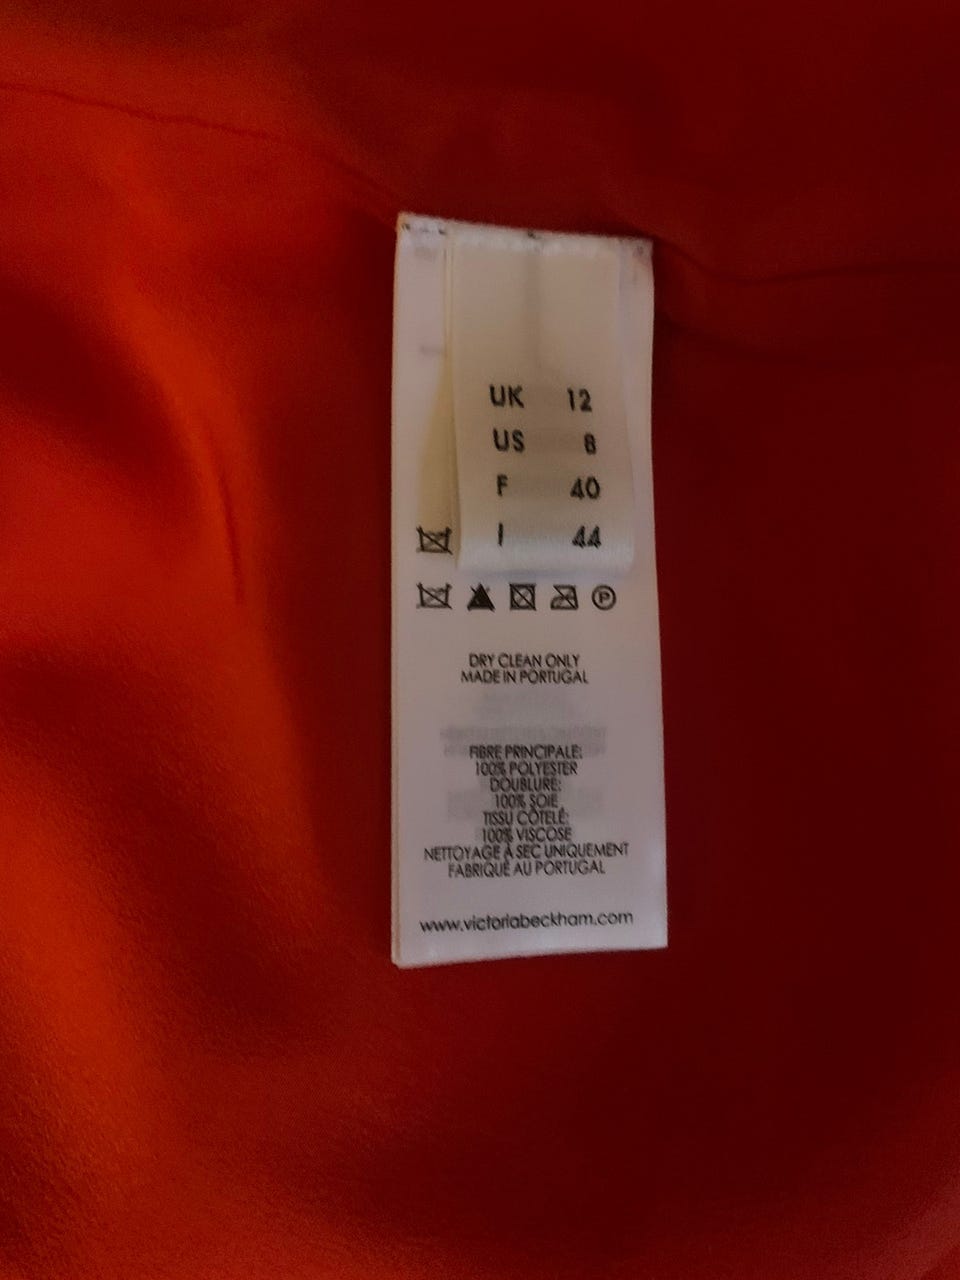 UK 12
US 8
F 40
I 44
P
DRY CLEAN ONLY
MADE IN PORTUGAL
FIBRE PRINCIPALE:
100% POLYESTER
DOUBLURE:
100% SOIE
TISSU CÔTELÉ:
100% VISCOSE
NETTOYAGE À SEC UNIQUEMENT
FABRIQUÉ AU PORTUGAL
www.victoriabeckham.com